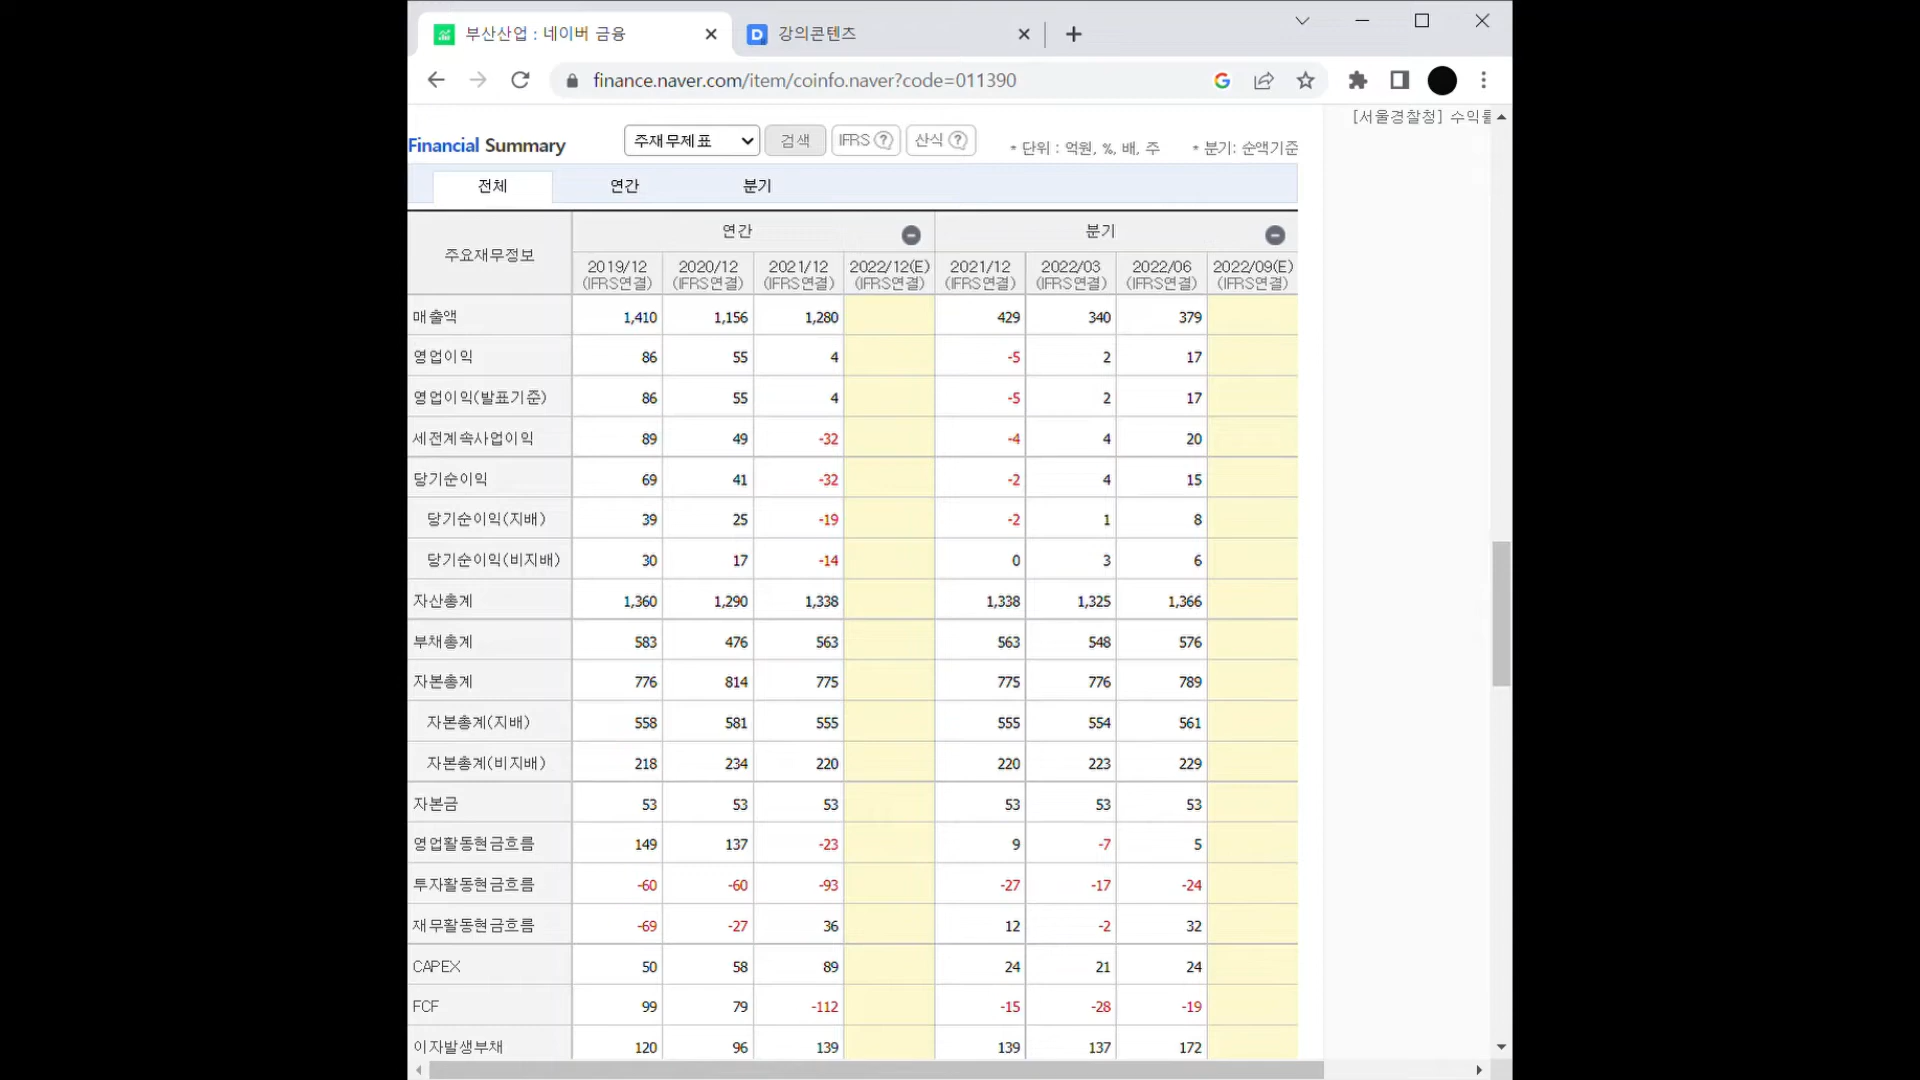 부산산업 : 네이버 금융
강의콘텐츠
finance.naver.com/item/coinfo.naver?code=011390
[서울경찰청] 수익률
Financial Summary 주재무제표 검색 IFRS ? 산식 ? * 단위 : 억원, %, 배, 주 * 분기: 순액기준
전체 연간 분기
주요재무정보 연간 분기
2019/12 2020/12 2021/12 2022/12(E) 2021/12 2022/03 2022/06 2022/09(E)
(IFRS연결) (IFRS연결) (IFRS연결) (IFRS연결) (IFRS연결) (IFRS연결) (IFRS연결) (IFRS연결)
매출액 1,410 1,156 1,280 429 340 379
영업이익 86 55 4 -5 2 17
영업이익(발표기준) 86 55 4 -5 2 17
세전계속사업이익 89 49 -32 -4 4 20
당기순이익 69 41 -32 -2 4 15
당기순이익(지배) 39 25 -19 -2 1 8
당기순이익(비지배) 30 17 -14 0 3 6
자산총계 1,360 1,290 1,338 1,338 1,325 1,366
부채총계 583 476 563 563 548 576
자본총계 776 814 775 775 776 789
자본총계(지배) 558 581 555 555 554 561
자본총계(비지배) 218 234 220 220 223 229
자본금 53 53 53 53 53 53
영업활동현금흐름 149 137 -23 9 -7 5
투자활동현금흐름 -60 -60 -93 -27 -17 -24
재무활동현금흐름 -69 -27 36 12 -2 32
CAPEX 50 58 89 24 21 24
FCF 99 79 -112 -15 -28 -19
이자발생부채 120 96 139 139 137 172